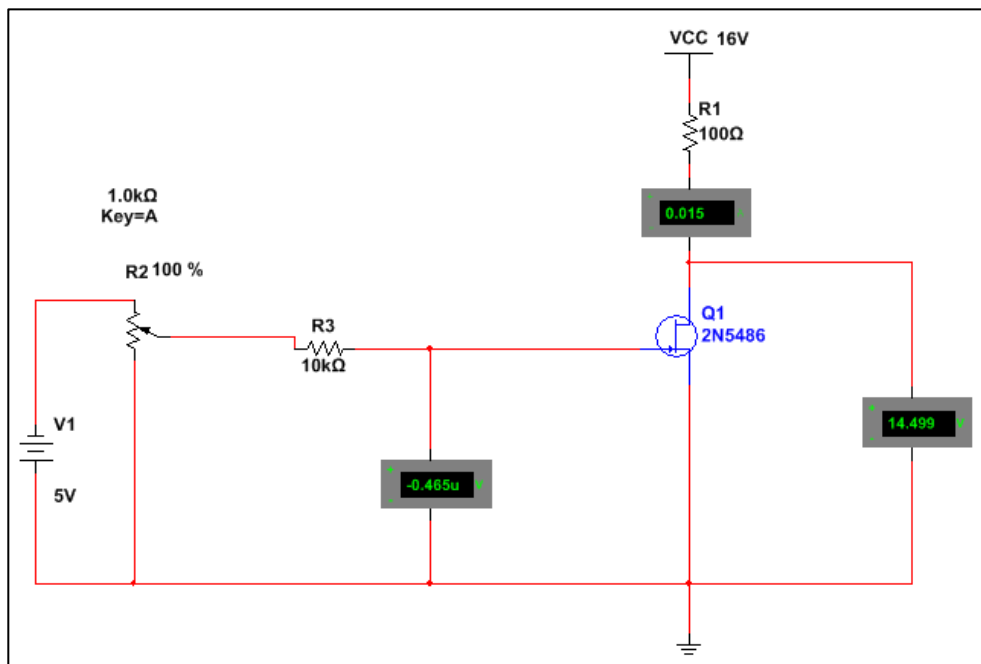 VCC 16V
R1
100Ω
0.015
1.0kΩ
Key=A
R2 100 %
R3
10kΩ
Q1
2N5486
V1
5V
+
-0.465u V
-
+
14.499 V
-